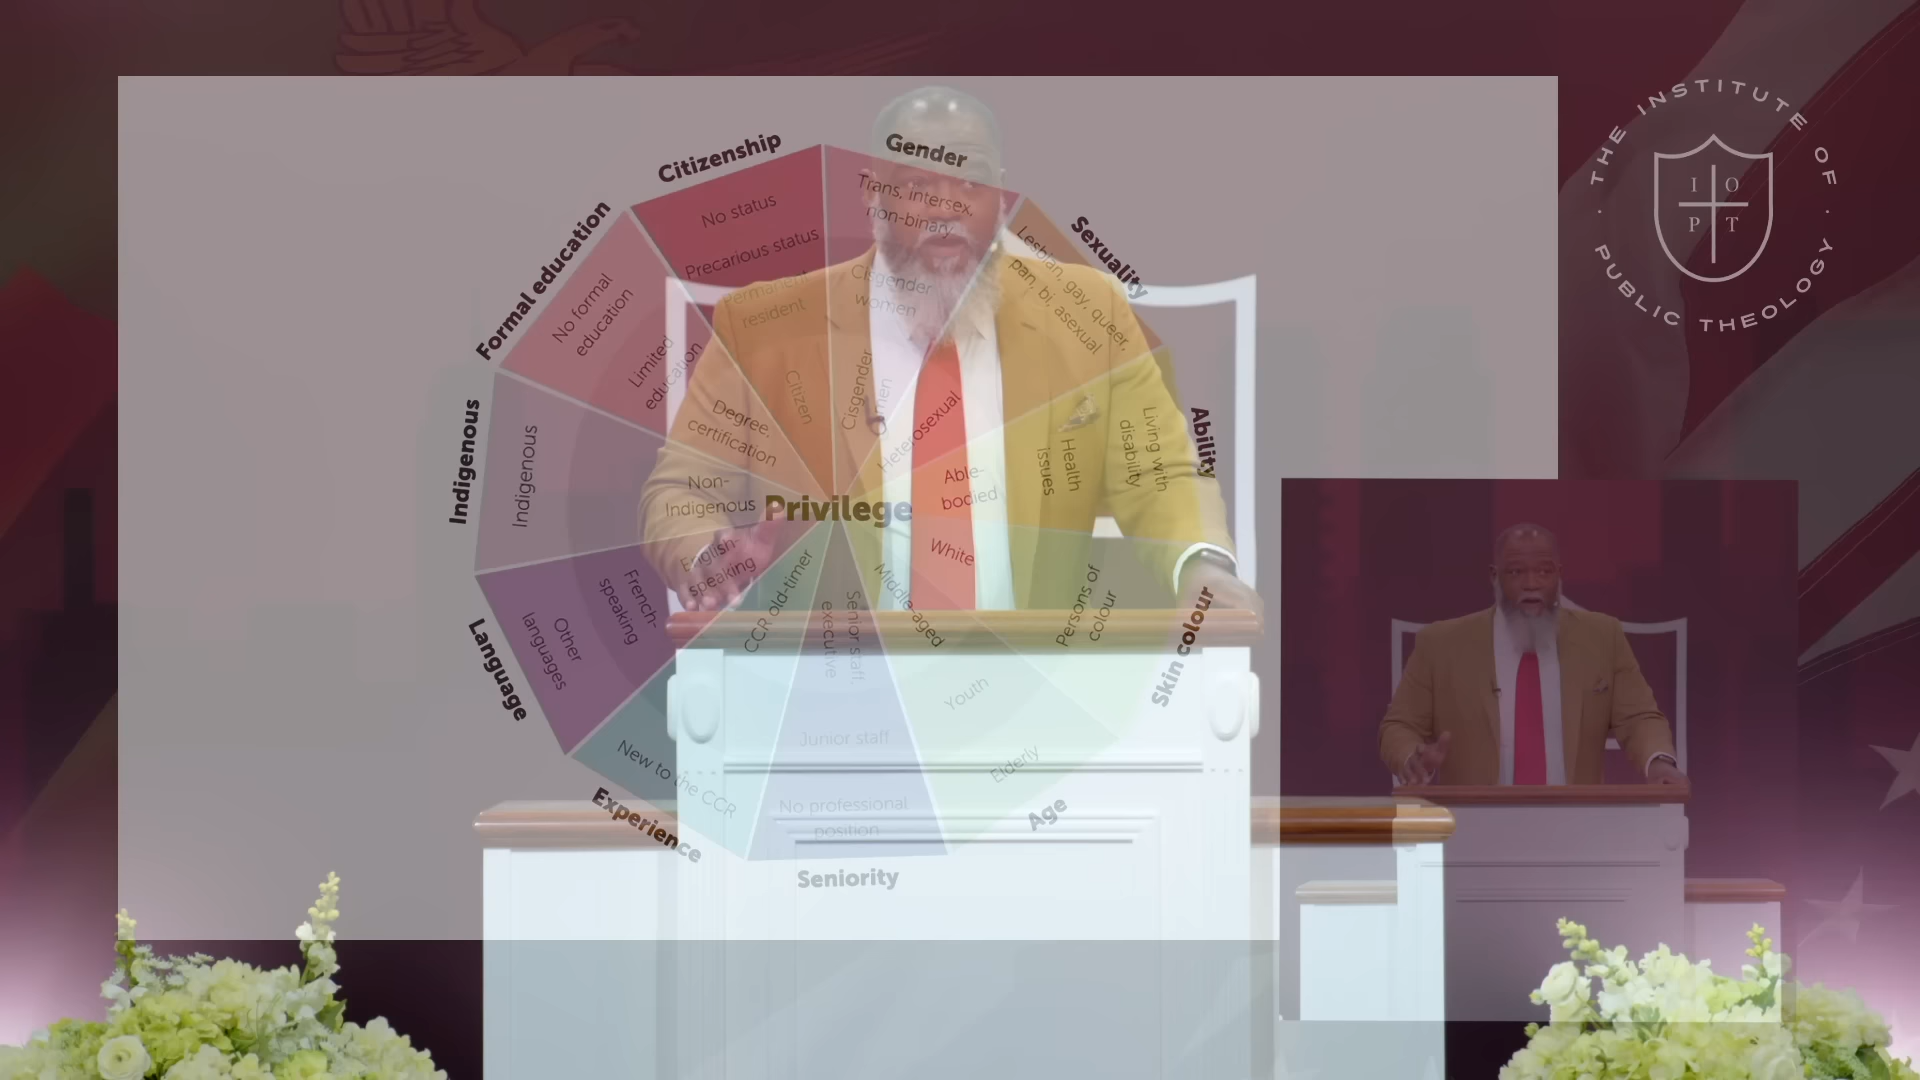 THE INSTITUTE OF
PUBLIC THEOLOGY
I O
P T
Citizenship
No status
Precarious status
Permanent
resident
Citizen
Gender
Trans, intersex,
non-binary
Cisgender
women
Cisgender
men
Sexuality
Lesbian, gay, queer,
pan, bi, asexual
Heterosexual
Ability
Living with
disability
Health
issues
Able-
bodied
Skin colour
Persons of
colour
White
Age
Elderly
Youth
Middle-aged
Seniority
No professional
position
Junior staff
Senior staff,
executive
Experience
New to the CCR
CCR old-timer
Language
Other
languages
French-
speaking
English-
speaking
Indigenous
Indigenous
Non-
Indigenous
Formal education
No formal
education
Limited
education
Degree,
certification
Privilege